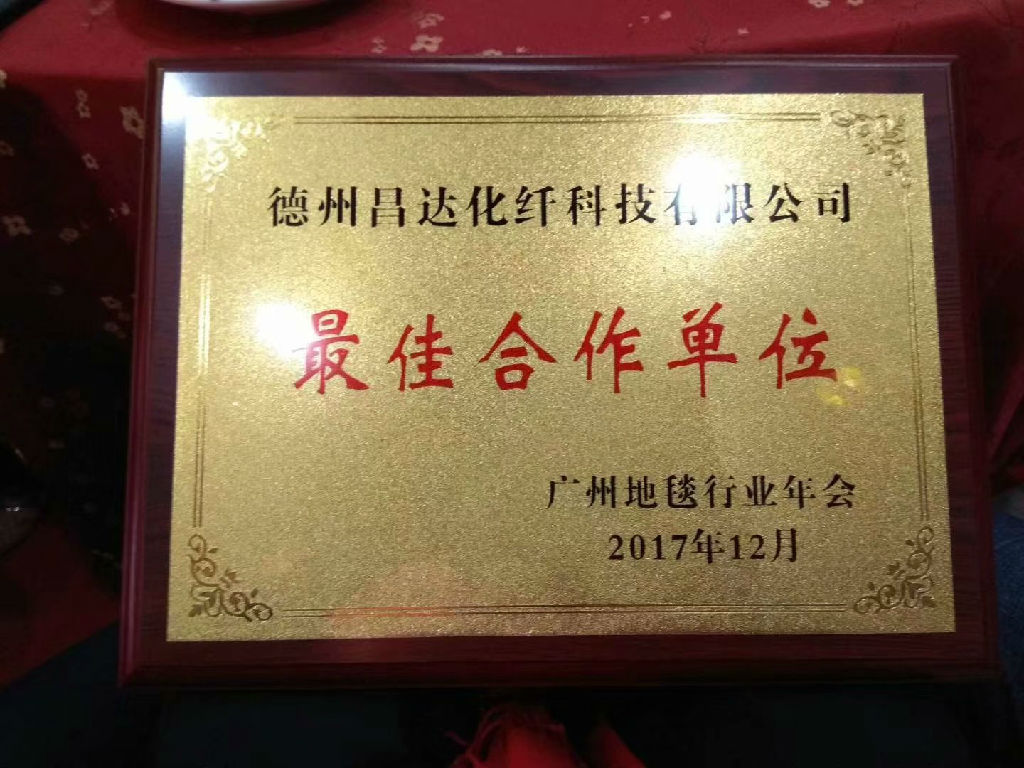 德州昌达化纤科技有限公司
最佳合作单位
广州地毯行业年会
2017年12月